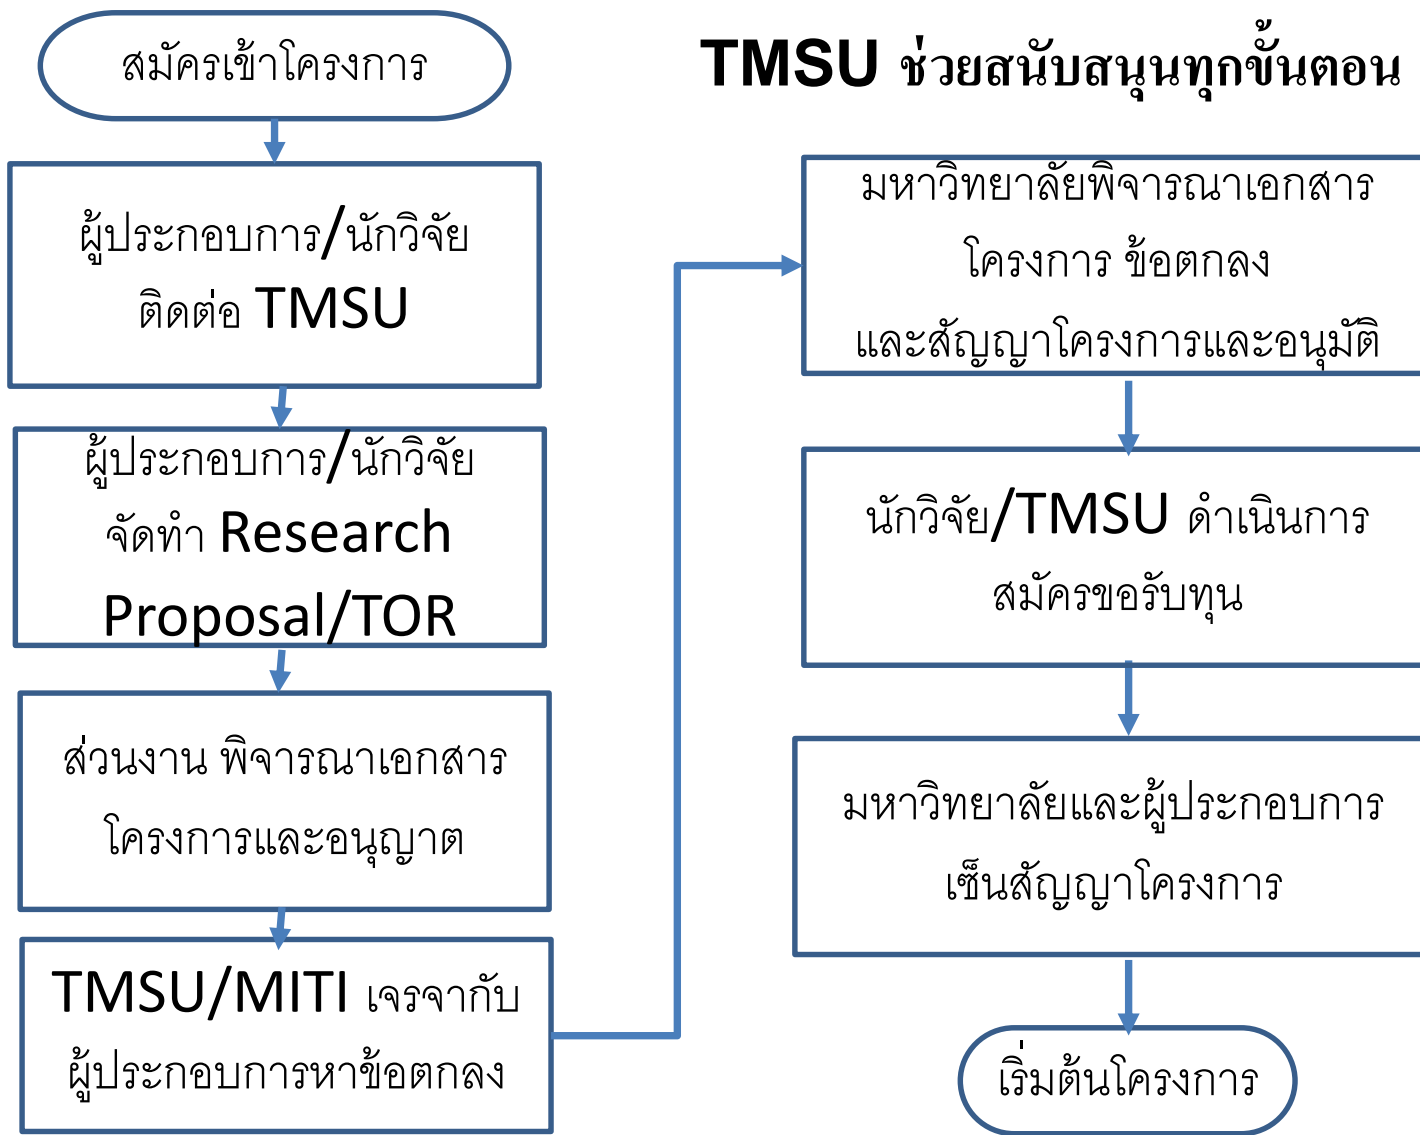 สมัครเข้าโครงการ
TMSU ช่วยสนับสนุนทุกขั้นตอน
ผู้ประกอบการ/นักวิจัย
ติดต่อ TMSU
ผู้ประกอบการ/นักวิจัย
จัดทำ Research
Proposal/TOR
ส่วนงาน พิจารณาเอกสาร
โครงการและอนุญาต
TMSU/MITI เจรจากับ
ผู้ประกอบการหาข้อตกลง
มหาวิทยาลัยพิจารณาเอกสาร
โครงการ ข้อตกลง
และสัญญาโครงการและอนุมัติ
นักวิจัย/TMSU ดำเนินการ
สมัครขอรับทุน
มหาวิทยาลัยและผู้ประกอบการ
เซ็นสัญญาโครงการ
เริ่มต้นโครงการ